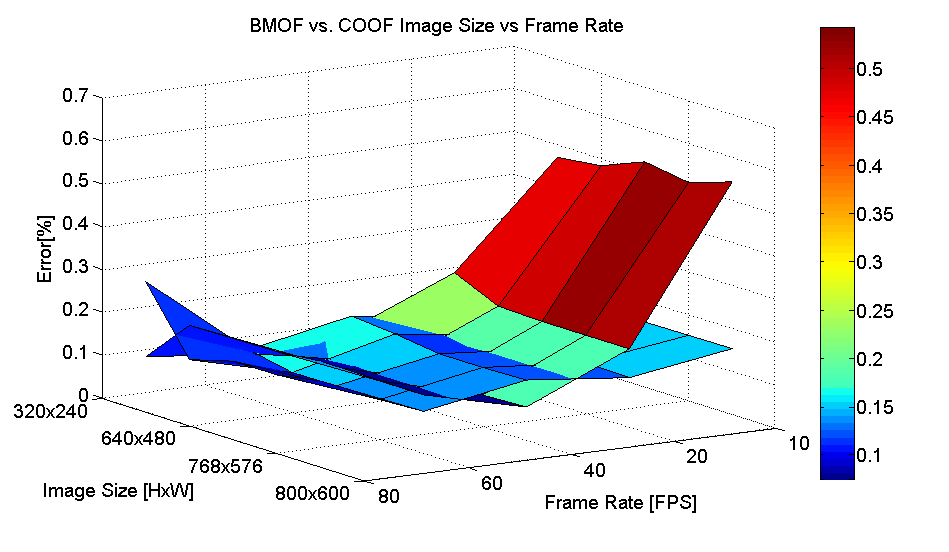 BMOF vs. COOF Image Size vs Frame Rate
0.7
0.6
0.5
0.4
0.3
0.2
0.1
0
Error[%]
320x240
640x480
768x576
800x600
Image Size [HxW]
80
60
40
20
10
Frame Rate [FPS]
0.5
0.45
0.4
0.35
0.3
0.25
0.2
0.15
0.1